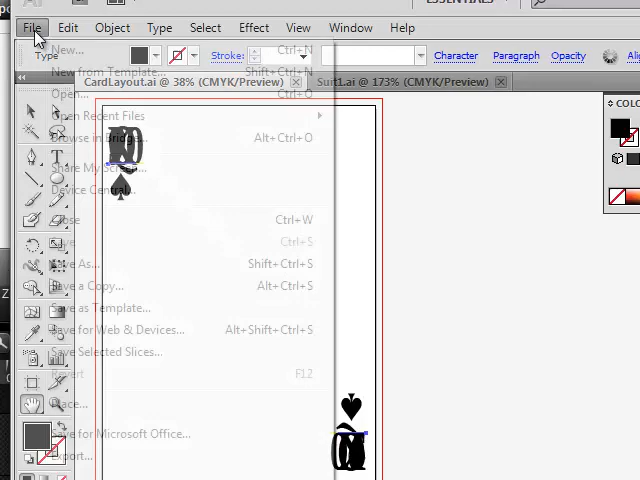 ESSENTIALS
File Edit Object Type Select Effect View Window Help
Type Stroke: Character Paragraph Opacity
CardLayout.ai @ 38% (CMYK/Preview) Suit1.ai @ 173% (CMYK/Preview)
New... Ctrl+N
New from Template... Shift+Ctrl+N
Open... Ctrl+O
Open Recent Files
Browse in Bridge... Alt+Ctrl+O
Share My Screen...
Device Central...
Close Ctrl+W
Save Ctrl+S
Save As... Shift+Ctrl+S
Save a Copy... Alt+Ctrl+S
Save as Template...
Save for Web & Devices... Alt+Shift+Ctrl+S
Save Selected Slices...
Revert F12
Place...
Save for Microsoft Office...
Export...
COLO